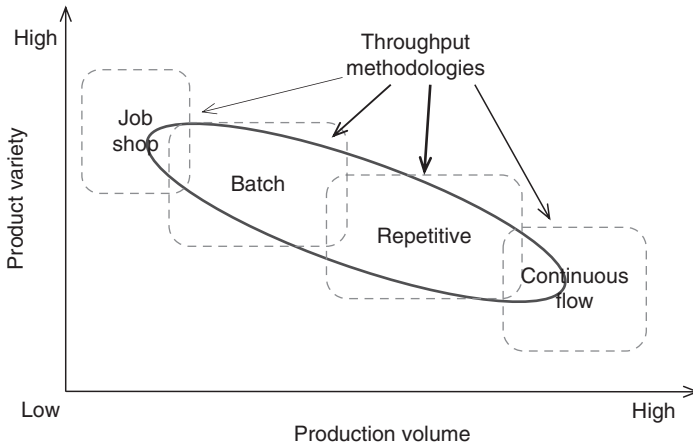 High
Throughput
methodologies
Job
shop
Batch
Repetitive
Continuous
flow
Product variety
Low
High
Production volume